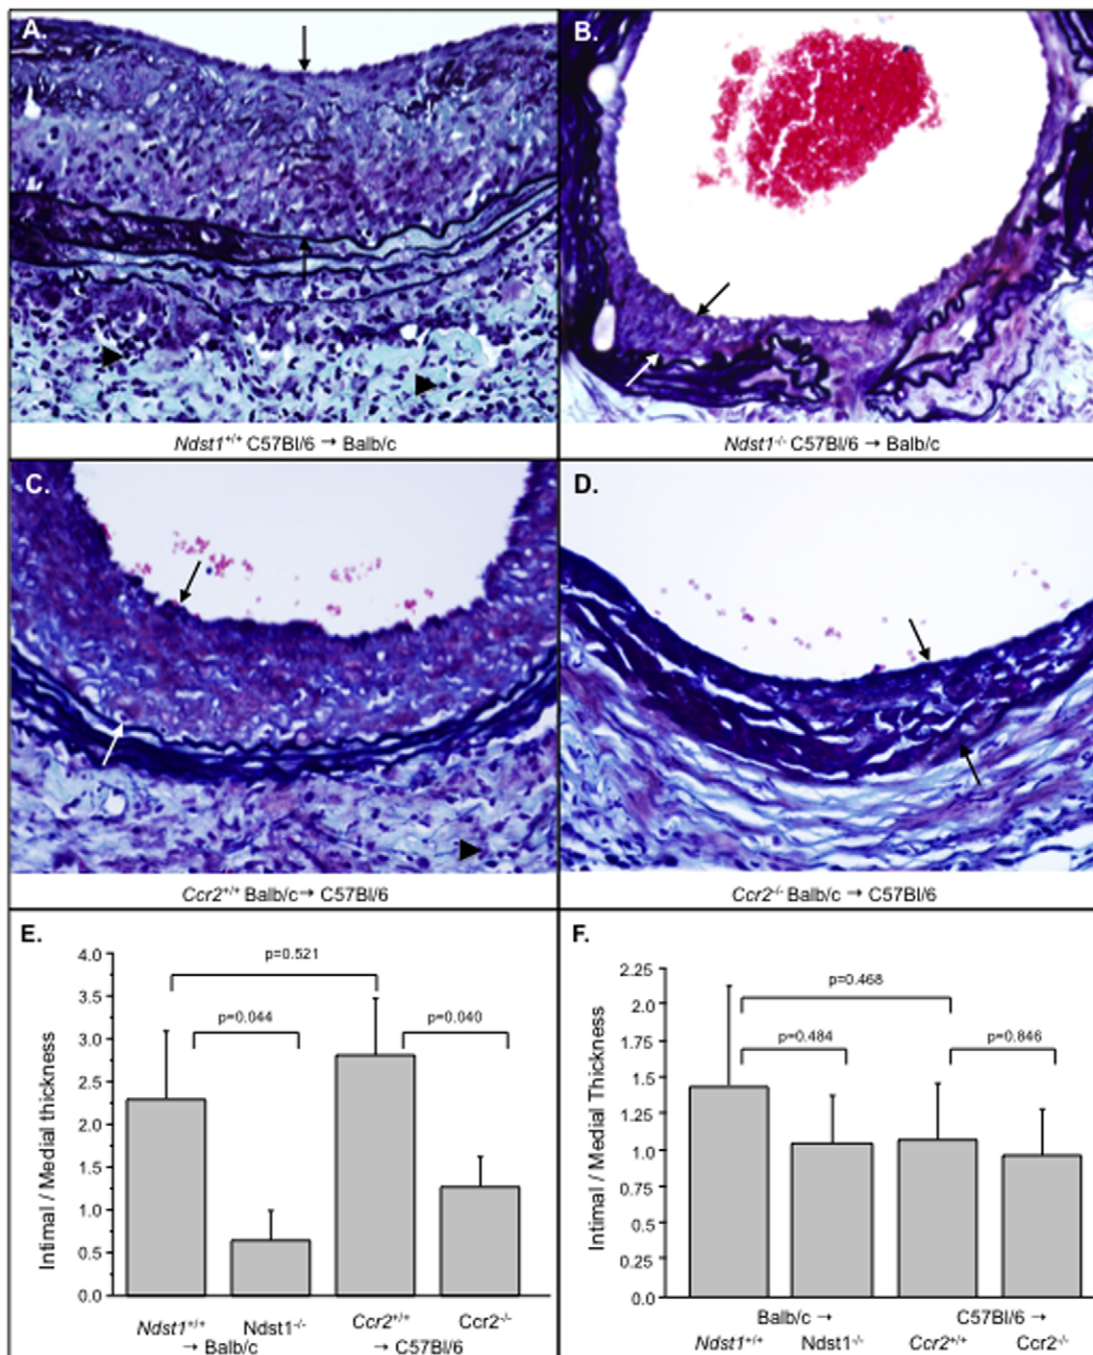 A.
B.
Ndst1+/+ C57Bl/6 → Balb/c
Ndst1-/- C57Bl/6 → Balb/c
C.
D.
Ccr2+/+ Balb/c→ C57Bl/6
Ccr2-/- Balb/c → C57Bl/6
E.
Intimal / Medial thickness
4.0
3.5
3.0
2.5
2.0
1.5
1.0
0.5
0.0
p=0.521
p=0.044
p=0.040
Ndst1+/+ Ndst1-/- Ccr2+/+ Ccr2-/-
→ Balb/c → C57Bl/6
F.
Intimal / Medial Thickness
2.25
1.0
1.75
1.5
1.25
1.0
0.75
0.5
0.25
p=0.468
p=0.484
p=0.846
Balb/c → C57Bl/6 →
Ndst1+/+ Ndst1-/- Ccr2+/+ Ccr2-/-